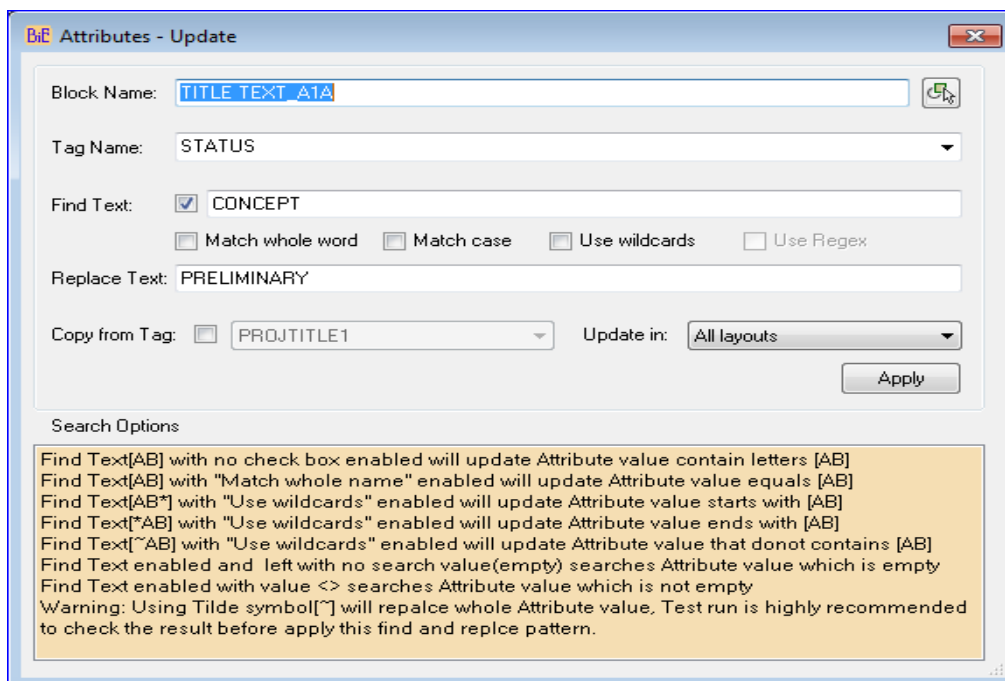 BiE Attributes - Update
Block Name: TITLE TEXT_A1A
Tag Name: STATUS
Find Text: CONCEPT
Match whole word Match case Use wildcards Use Regex
Replace Text: PRELIMINARY
Copy from Tag: PROJTITLE1 Update in: All layouts
Apply
Search Options
Find Text[AB] with no check box enabled will update Attribute value contain letters [AB]
Find Text[AB] with "Match whole name" enabled will update Attribute value equals [AB]
Find Text[AB*] with "Use wildcards" enabled will update Attribute value starts with [AB]
Find Text[*AB] with "Use wildcards" enabled will update Attribute value ends with [AB]
Find Text[~AB] with "Use wildcards" enabled will update Attribute value that donot contains [AB]
Find Text enabled and  left with no search value(empty) searches Attribute value which is empty
Find Text enabled with value <> searches Attribute value which is not empty
Warning: Using Tilde symbol[~] will repalce whole Attribute value, Test run is highly recommended
to check the result before apply this find and replce pattern.